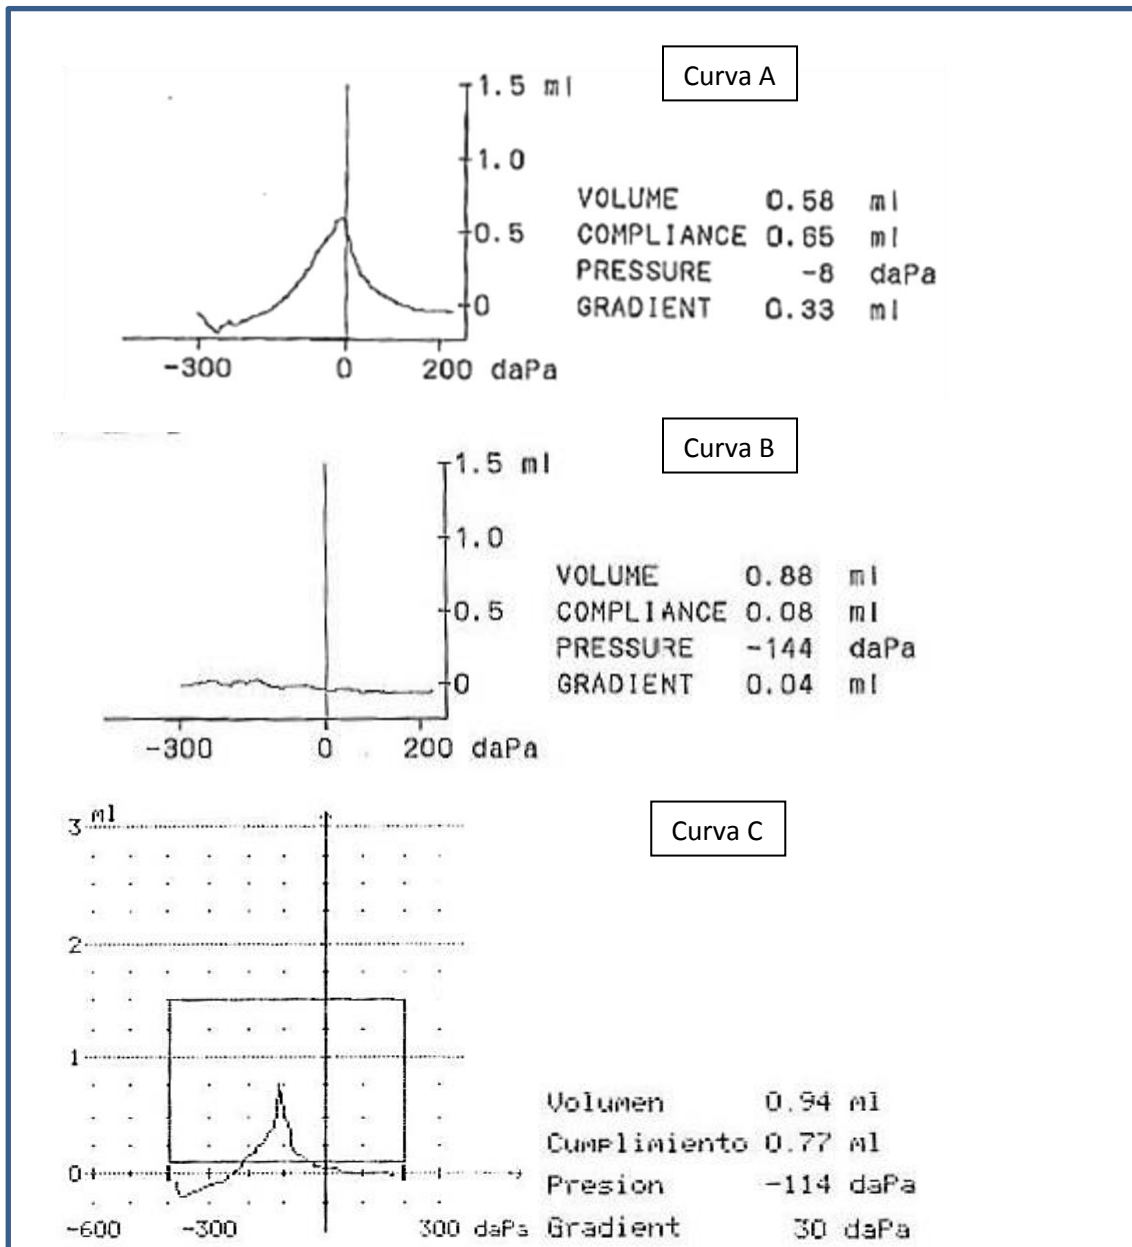 Curva A
1.5 ml
1.0
0.5
0
-300 0 200 daPa
VOLUME 0.58 ml
COMPLIANCE 0.65 ml
PRESSURE -8 daPa
GRADIENT 0.33 ml
Curva B
1.5 ml
1.0
0.5
0
-300 0 200 daPa
VOLUME 0.88 ml
COMPLIANCE 0.08 ml
PRESSURE -144 daPa
GRADIENT 0.04 ml
Curva C
ml
3
2
1
0
-600 -300 300 daPa
Volumen 0.94 ml
Cumplimiento 0.77 ml
Presion -114 daPa
Gradient 30 daPa